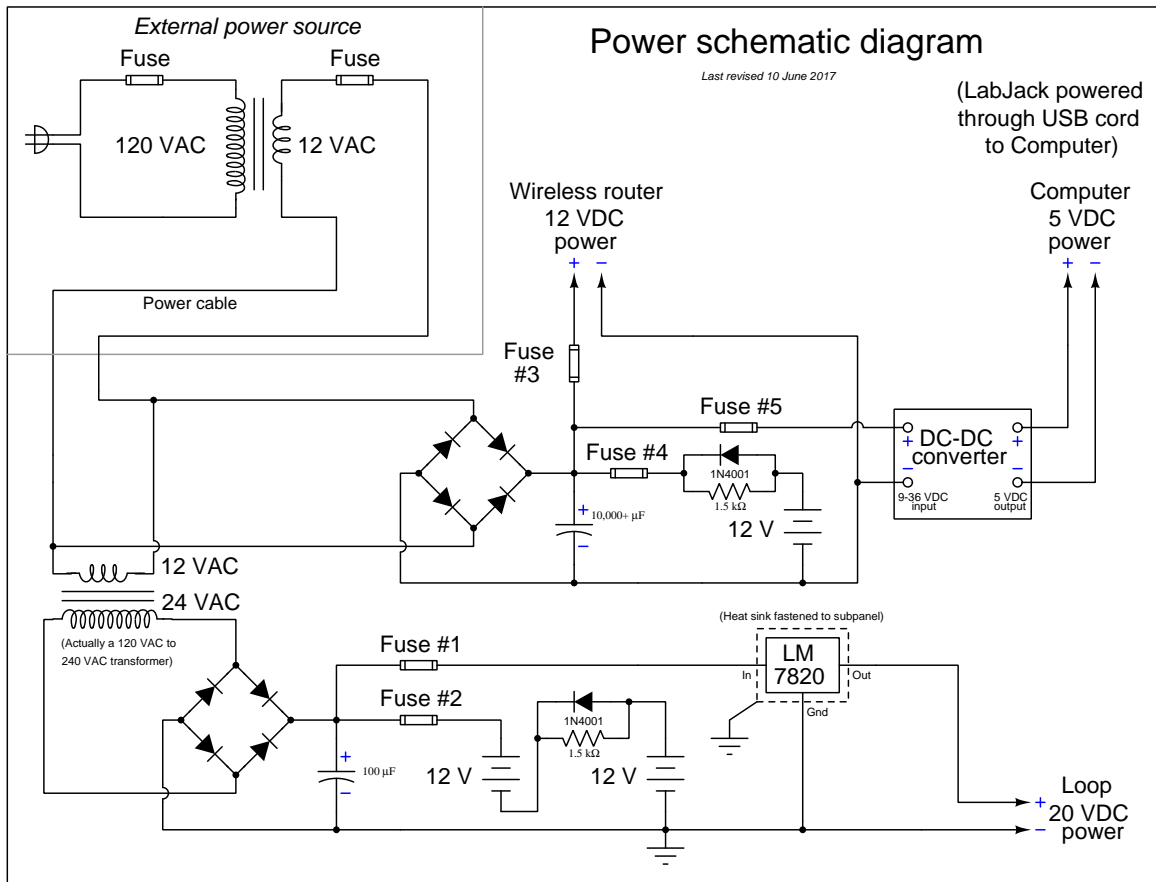 External power source
Fuse
Fuse
120 VAC
12 VAC
Power cable
Power schematic diagram
Last revised 10 June 2017
(LabJack powered
through USB cord
to Computer)
Wireless router
12 VDC
power
+ −
Computer
5 VDC
power
+ −
Fuse
#3
Fuse #5
Fuse #4
1N4001
1.5 kΩ
+
10,000+ µF
−
12 V
DC-DC
converter
+ +
− −
9-36 VDC
input
5 VDC
output
12 VAC
24 VAC
(Actually a 120 VAC to
240 VAC transformer)
Fuse #1
Fuse #2
1N4001
1.5 kΩ
+
100 µF
−
12 V
12 V
(Heat sink fastened to subpanel)
LM
7820
In
Out
Gnd
Loop
+ 20 VDC
− power